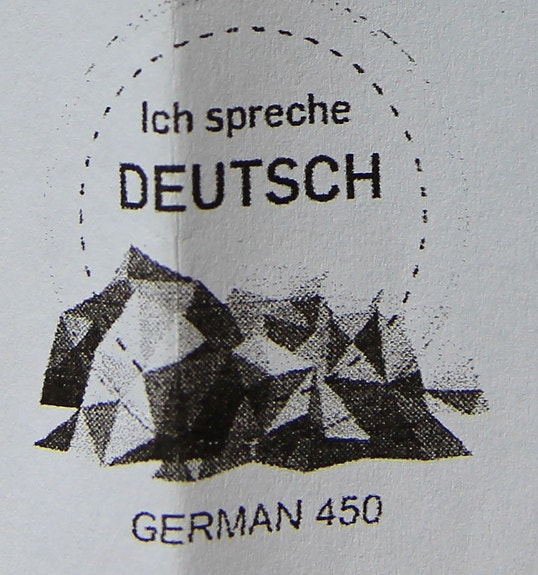 Ich spreche
DEUTSCH
GERMAN 450